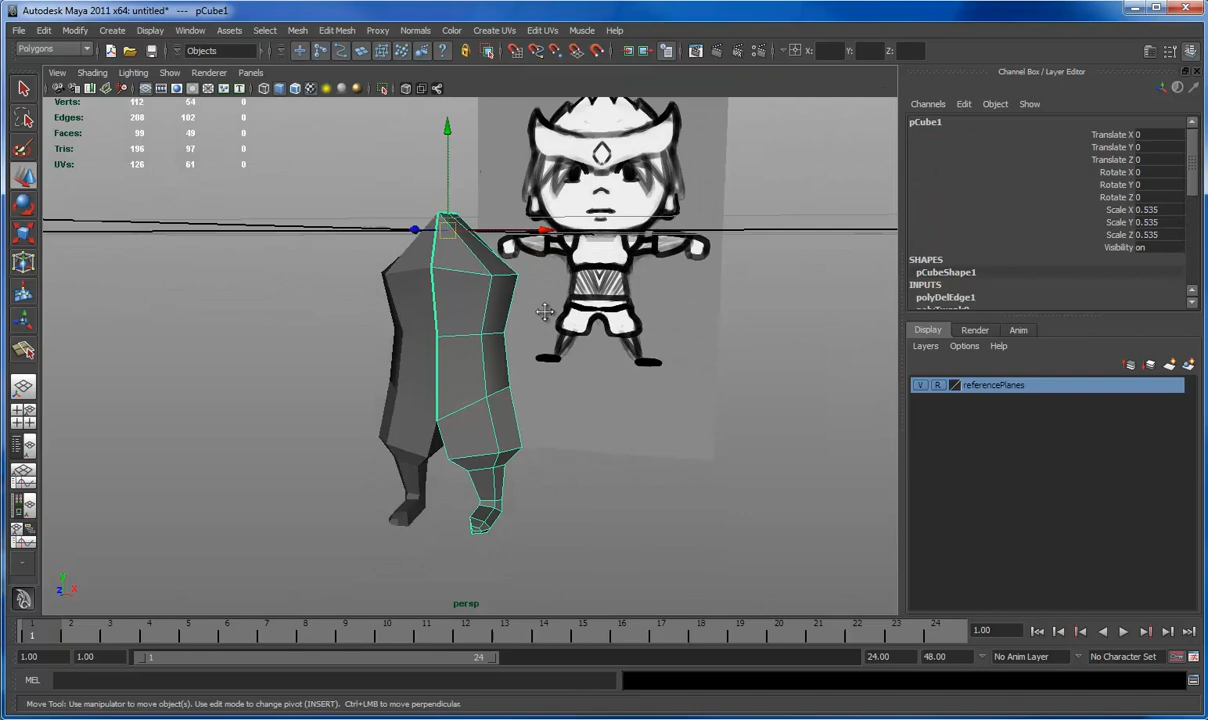 Autodesk Maya 2011 x64: untitled* --- pCube1
File Edit Modify Create Display Window Assets Select Mesh Edit Mesh Proxy Normals Color Create UVs Edit UVs Muscle Help
Polygons Objects X: Y: Z:
View Shading Lighting Show Renderer Panels
Channel Box / Layer Editor
Channels Edit Object Show
Verts: 112 54 0
Edges: 208 102 0
Faces: 99 49 0
Tris: 196 97 0
UVs: 126 61 0
pCube1
Translate X 0
Translate Y 0
Translate Z 0
Rotate X 0
Rotate Y 0
Rotate Z 0
Scale X 0.535
Scale Y 0.535
Scale Z 0.535
Visibility on
SHAPES
pCubeShape1
INPUTS
polyDelEdge1
Display Render Anim
Layers Options Help
V R referencePlanes
y
z x
persp
1 2 3 4 5 6 7 8 9 10 11 12 13 14 15 16 17 18 19 20 21 22 23 24
1 1.00
1.00 1.00 1 24 24.00 48.00 No Anim Layer No Character Set
MEL
Move Tool: Use manipulator to move object(s). Use edit mode to change pivot (INSERT). Ctrl+LMB to move perpendicular.